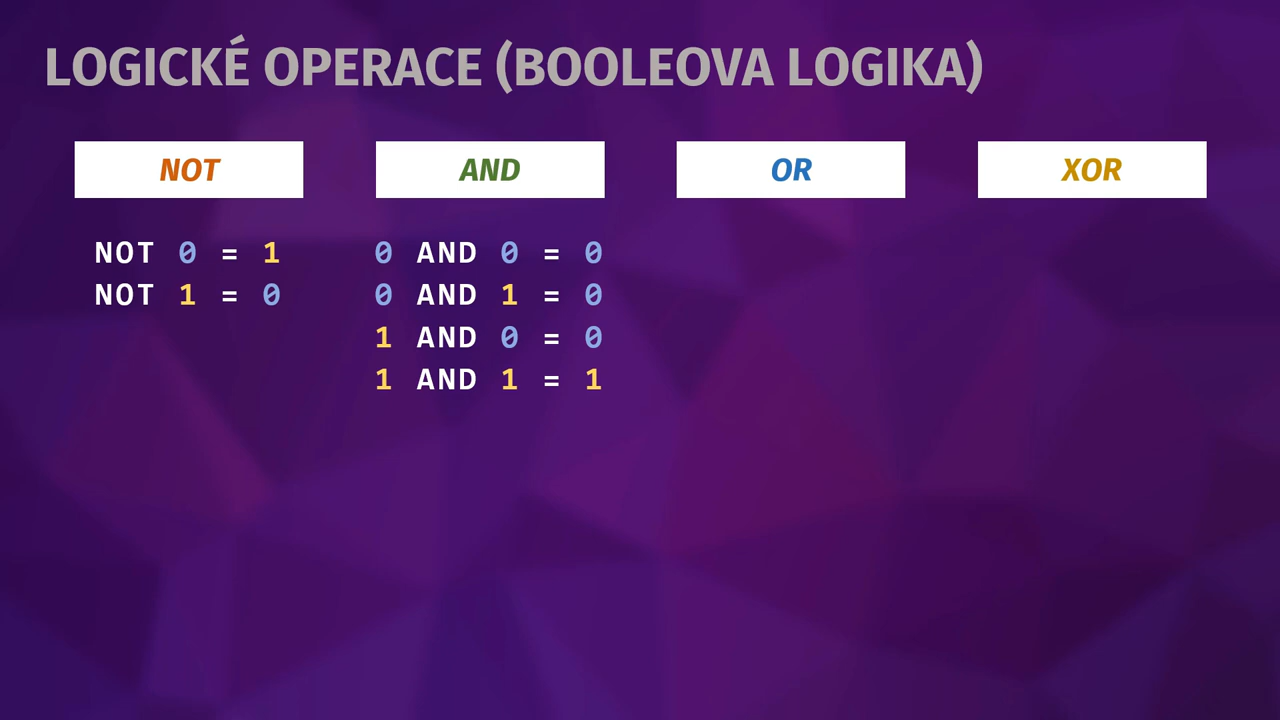 LOGICKÉ OPERACE (BOOLEOVA LOGIKA)
NOT
NOT 0 = 1
NOT 1 = 0
AND
0 AND 0 = 0
0 AND 1 = 0
1 AND 0 = 0
1 AND 1 = 1
OR
XOR